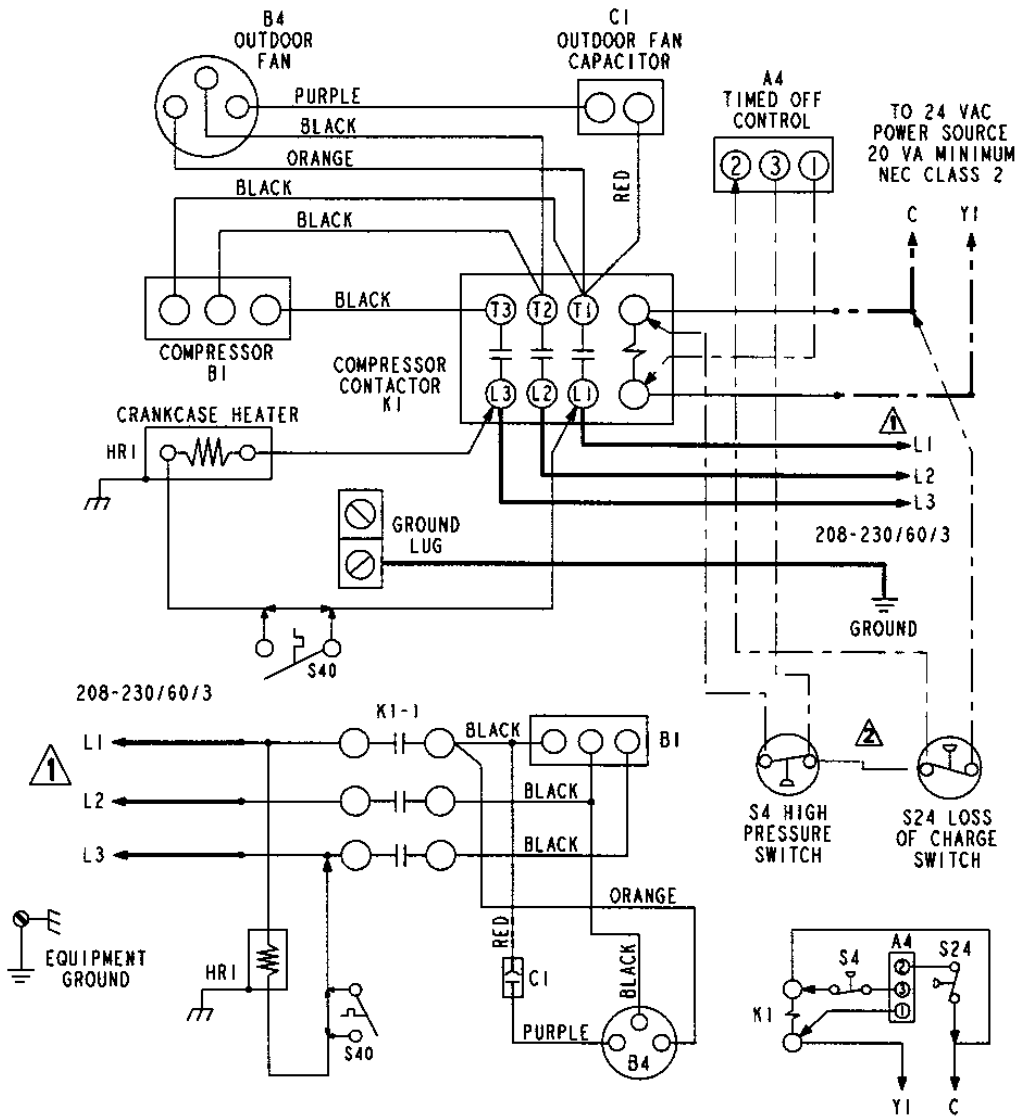 B4
OUTDOOR
FAN
C1
OUTDOOR FAN
CAPACITOR
A4
TIMED OFF
CONTROL
TO 24 VAC
POWER SOURCE
20 VA MINIMUM
NEC CLASS 2
PURPLE
BLACK
ORANGE
RED
2 3 1
C Y1
BLACK
BLACK
BLACK
T3 T2 T1
COMPRESSOR
B1
COMPRESSOR
CONTACTOR
K1
L3 L2 L1
CRANKCASE HEATER
HR1
1
L1
L2
L3
208-230/60/3
GROUND
LUG
GROUND
S40
208-230/60/3
K1-1
BLACK
B1
L1
1
L2
BLACK
L3
BLACK
2
S4 HIGH
PRESSURE
SWITCH
S24 LOSS
OF CHARGE
SWITCH
ORANGE
RED
BLACK
EQUIPMENT
GROUND
HR1
C1
S40
PURPLE
B4
S4
A4
S24
2
3
1
K1
Y1 C